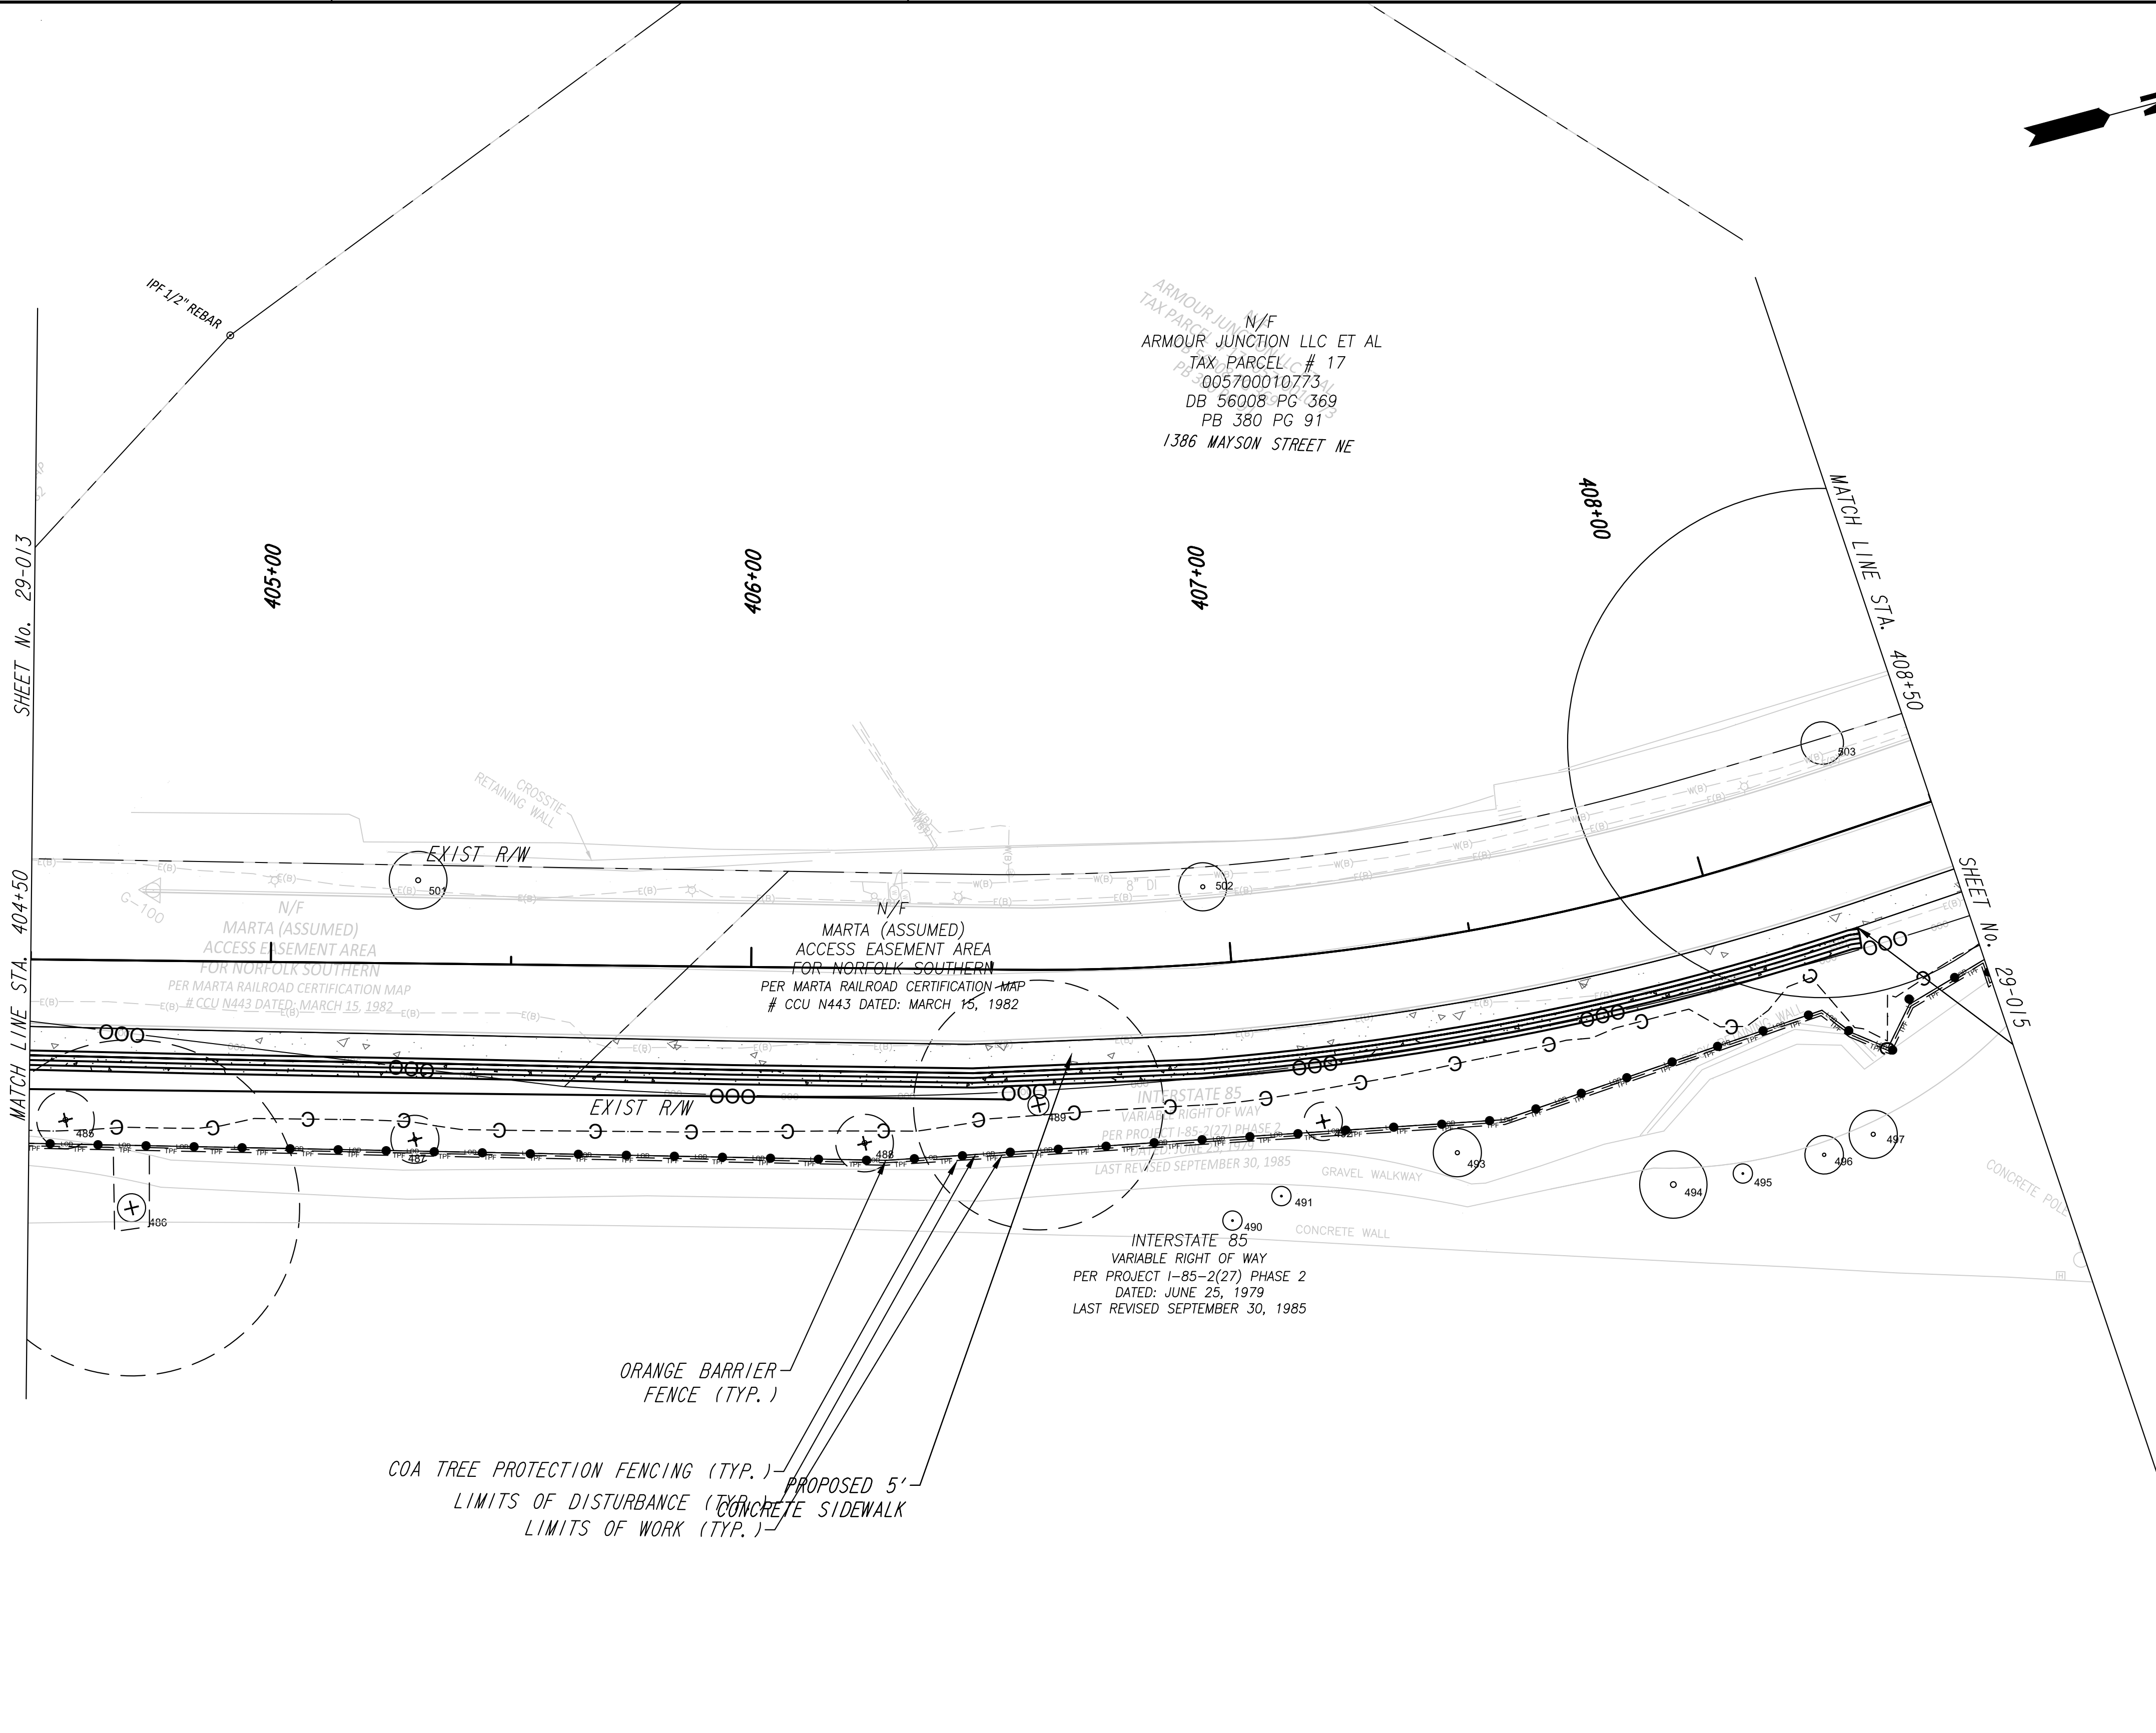 IPF 1/2" REBAR
N/F
ARMOUR JUNCTION LLC ET AL
TAX PARCEL # 17
005700010773
DB 56008 PG 369
PB 380 PG 91
1386 MAYSON STREET NE
405+00
406+00
407+00
408+00
SHEET No. 29-013
MATCH LINE STA. 404+50
MATCH LINE STA. 408+50
SHEET No. 29-015
CROSSTIE
RETAINING WALL
EXIST R/W
501
502
503
8" DI
G-100
N/F
MARTA (ASSUMED)
ACCESS EASEMENT AREA
FOR NORFOLK SOUTHERN
PER MARTA RAILROAD CERTIFICATION MAP
# CCU N443 DATED: MARCH 15, 1982
N/F
MARTA (ASSUMED)
ACCESS EASEMENT AREA
FOR NORFOLK SOUTHERN
PER MARTA RAILROAD CERTIFICATION MAP
# CCU N443 DATED: MARCH 15, 1982
EXIST R/W
485
486
487
488
489
490
491
493
494
495
496
497
INTERSTATE 85
VARIABLE RIGHT OF WAY
PER PROJECT I-85-2(27) PHASE 2
DATED: JUNE 25, 1979
LAST REVISED SEPTEMBER 30, 1985
GRAVEL WALKWAY
CONCRETE WALL
CONCRETE POLE
INTERSTATE 85
VARIABLE RIGHT OF WAY
PER PROJECT I-85-2(27) PHASE 2
DATED: JUNE 25, 1979
LAST REVISED SEPTEMBER 30, 1985
ORANGE BARRIER
FENCE (TYP.)
COA TREE PROTECTION FENCING (TYP.)
LIMITS OF DISTURBANCE (TYP.)
LIMITS OF WORK (TYP.)
PROPOSED 5'
CONCRETE SIDEWALK